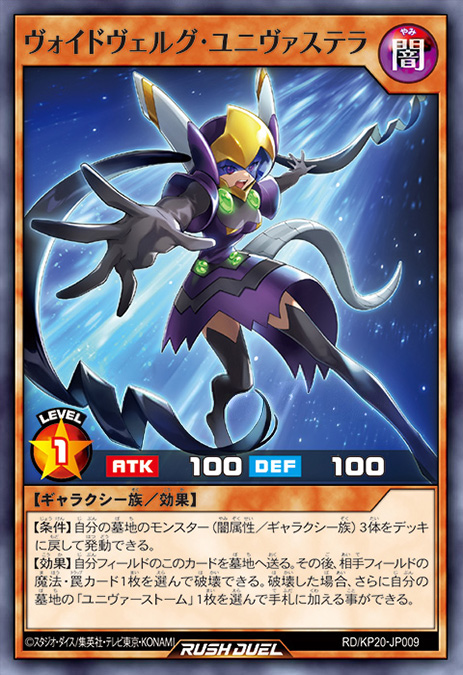 ヴォイドヴェルグ・ユニヴァステラ
やみ
闇
LEVEL
1
ATK 100 DEF 100
【ギャラクシー族／効果】
【条件】自分の墓地のモンスター（闇属性／ギャラクシー族）3体をデッキ
に戻して発動できる。
【効果】自分フィールドのこのカードを墓地へ送る。その後、相手フィールドの
魔法・罠カード1枚を選んで破壊できる。破壊した場合、さらに自分の
墓地の「ユニヴァーストーム」1枚を選んで手札に加える事ができる。
©スタジオ・ダイス/集英社・テレビ東京・KONAMI
RUSH DUEL
RD/KP20-JP009